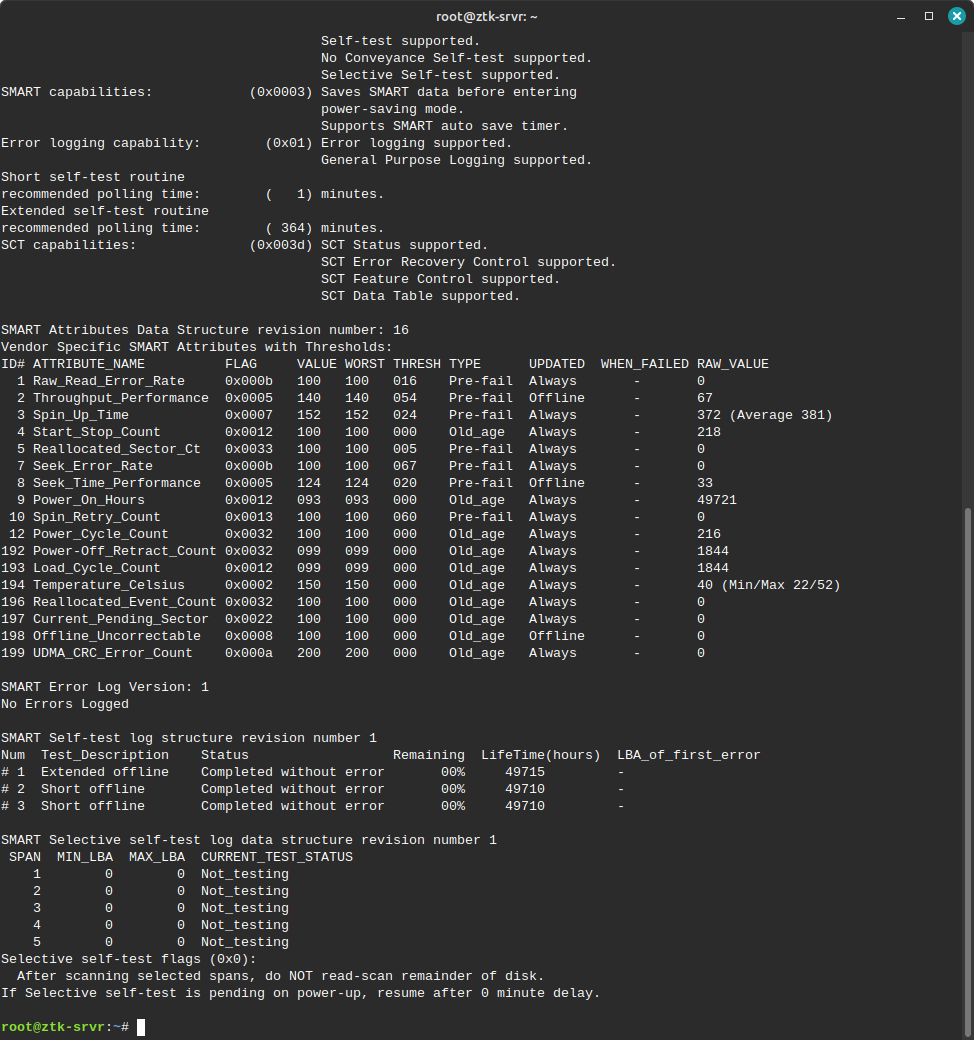 root@ztk-srvr: ~
                                        Self-test supported.
                                        No Conveyance Self-test supported.
                                        Selective Self-test supported.
SMART capabilities:            (0x0003) Saves SMART data before entering
                                        power-saving mode.
                                        Supports SMART auto save timer.
Error logging capability:        (0x01) Error logging supported.
                                        General Purpose Logging supported.
Short self-test routine
recommended polling time:        (   1) minutes.
Extended self-test routine
recommended polling time:        ( 364) minutes.
SCT capabilities:              (0x003d) SCT Status supported.
                                        SCT Error Recovery Control supported.
                                        SCT Feature Control supported.
                                        SCT Data Table supported.

SMART Attributes Data Structure revision number: 16
Vendor Specific SMART Attributes with Thresholds:
ID# ATTRIBUTE_NAME          FLAG     VALUE WORST THRESH TYPE      UPDATED  WHEN_FAILED RAW_VALUE
  1 Raw_Read_Error_Rate     0x000b   100   100   016    Pre-fail  Always       -       0
  2 Throughput_Performance  0x0005   140   140   054    Pre-fail  Offline      -       67
  3 Spin_Up_Time            0x0007   152   152   024    Pre-fail  Always       -       372 (Average 381)
  4 Start_Stop_Count        0x0012   100   100   000    Old_age   Always       -       218
  5 Reallocated_Sector_Ct   0x0033   100   100   005    Pre-fail  Always       -       0
  7 Seek_Error_Rate         0x000b   100   100   067    Pre-fail  Always       -       0
  8 Seek_Time_Performance   0x0005   124   124   020    Pre-fail  Offline      -       33
  9 Power_On_Hours          0x0012   093   093   000    Old_age   Always       -       49721
 10 Spin_Retry_Count        0x0013   100   100   060    Pre-fail  Always       -       0
 12 Power_Cycle_Count       0x0032   100   100   000    Old_age   Always       -       216
192 Power-Off_Retract_Count 0x0032   099   099   000    Old_age   Always       -       1844
193 Load_Cycle_Count        0x0012   099   099   000    Old_age   Always       -       1844
194 Temperature_Celsius     0x0002   150   150   000    Old_age   Always       -       40 (Min/Max 22/52)
196 Reallocated_Event_Count 0x0032   100   100   000    Old_age   Always       -       0
197 Current_Pending_Sector  0x0022   100   100   000    Old_age   Always       -       0
198 Offline_Uncorrectable   0x0008   100   100   000    Old_age   Offline      -       0
199 UDMA_CRC_Error_Count    0x000a   200   200   000    Old_age   Always       -       0

SMART Error Log Version: 1
No Errors Logged

SMART Self-test log structure revision number 1
Num  Test_Description    Status                  Remaining  LifeTime(hours)  LBA_of_first_error
# 1  Extended offline    Completed without error       00%     49715         -
# 2  Short offline       Completed without error       00%     49710         -
# 3  Short offline       Completed without error       00%     49710         -

SMART Selective self-test log data structure revision number 1
 SPAN  MIN_LBA  MAX_LBA  CURRENT_TEST_STATUS
    1        0        0  Not_testing
    2        0        0  Not_testing
    3        0        0  Not_testing
    4        0        0  Not_testing
    5        0        0  Not_testing
Selective self-test flags (0x0):
  After scanning selected spans, do NOT read-scan remainder of disk.
If Selective self-test is pending on power-up, resume after 0 minute delay.

root@ztk-srvr:~#